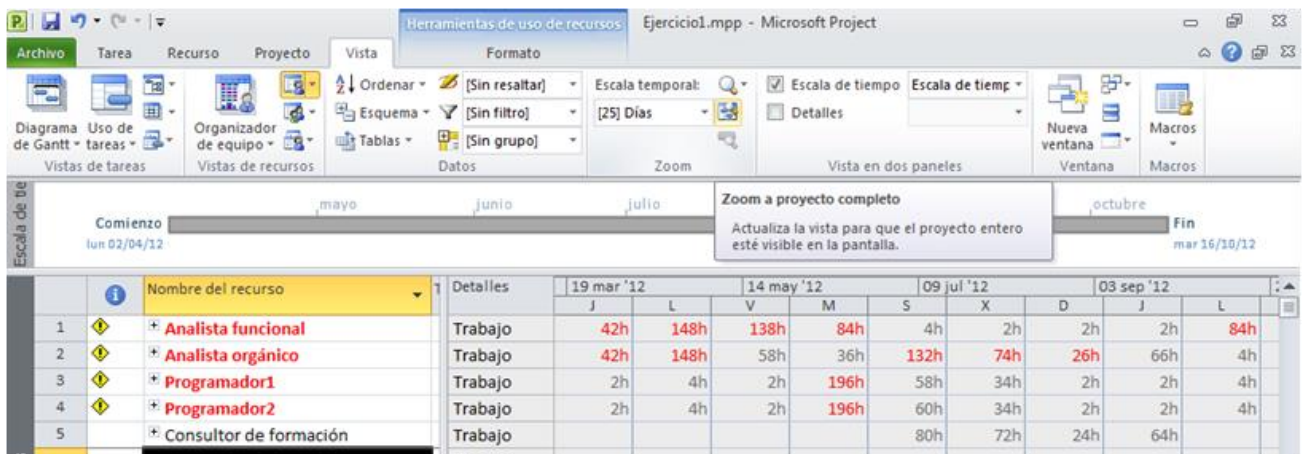 Herramientas de uso de recursos Ejercicio1.mpp - Microsoft Project
Archivo Tarea Recurso Proyecto Vista Formato
Ordenar [Sin resaltar] Escala temporal: Escala de tiempo Escala de tiemp
Esquema [Sin filtro] [25] Días Detalles
Diagrama de Gantt Uso de tareas Organizador de equipo Tablas [Sin grupo] Nueva ventana Macros
Vistas de tareas Vistas de recursos Datos Zoom Vista en dos paneles Ventana Macros
Escala de tie
mayo junio julio octubre
Comienzo
lun 02/04/12
Fin
mar 16/10/12
Zoom a proyecto completo
Actualiza la vista para que el proyecto entero
esté visible en la pantalla.
Nombre del recurso T Detalles 19 mar '12 14 may '12 09 jul '12 03 sep '12
J L V M S X D J L
1 Analista funcional Trabajo 42h 148h 138h 84h 4h 2h 2h 2h 84h
2 Analista orgánico Trabajo 42h 148h 58h 36h 132h 74h 26h 66h 4h
3 Programador1 Trabajo 2h 4h 2h 196h 58h 34h 2h 2h 4h
4 Programador2 Trabajo 2h 4h 2h 196h 60h 34h 2h 2h 4h
5 Consultor de formación Trabajo 80h 72h 24h 64h